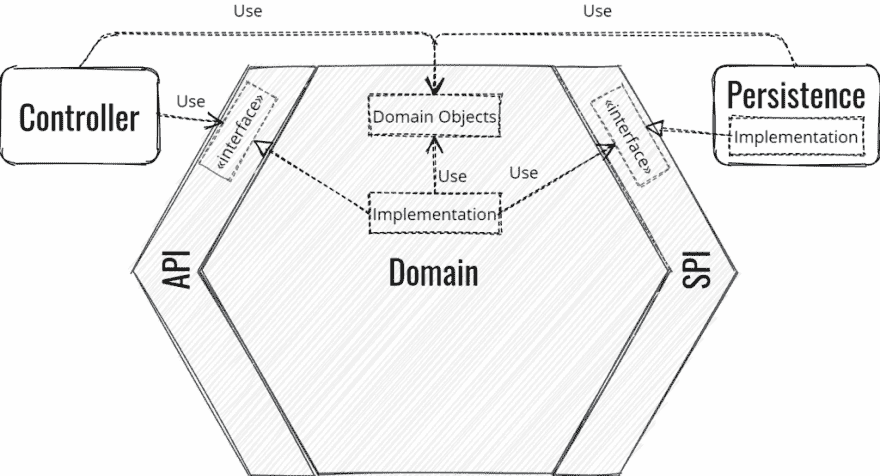 Use
Use
Controller
Use
«interface»
Domain Objects
«interface»
Persistence
Implementation
Use
Use
Implementation
API
Domain
SPI